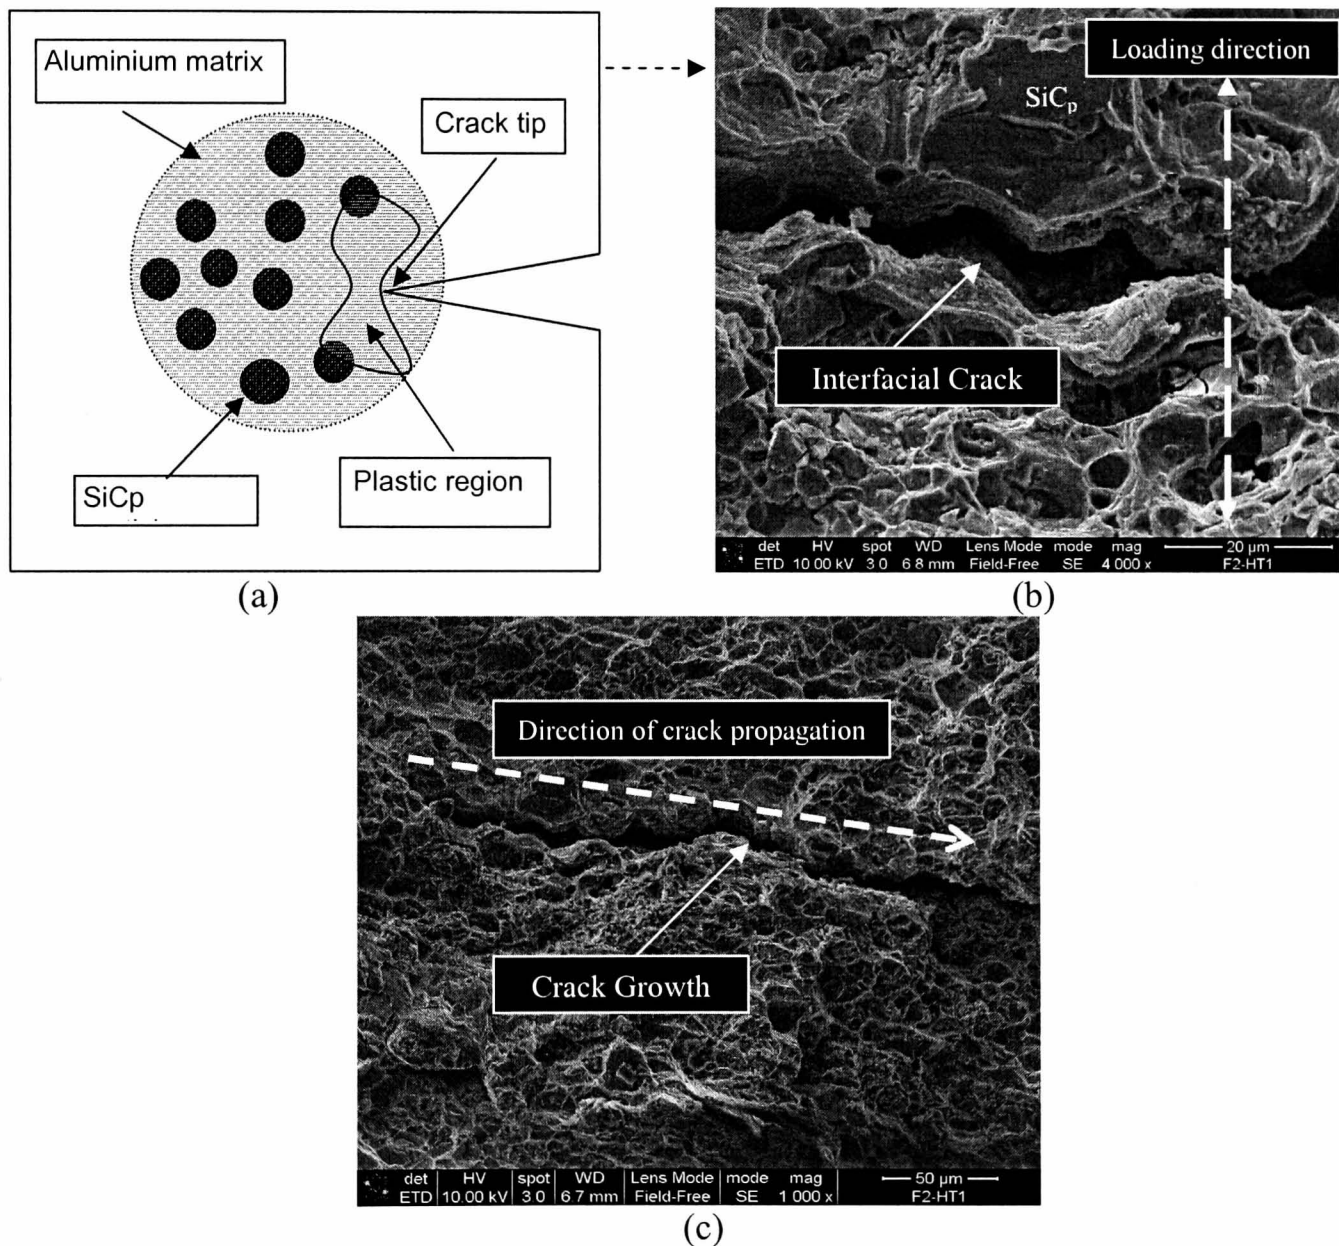 Aluminium matrix
Crack tip
SiCp
Plastic region
(a)
Loading direction
SiCp
Interfacial Crack
det HV spot WD Lens Mode mode mag 20 µm
ETD 10.00 kV 3.0 6.8 mm Field-Free SE 4 000 x F2-HT1
(b)
Direction of crack propagation
Crack Growth
det HV spot WD Lens Mode mode mag 50 µm
ETD 10.00 kV 3.0 6.7 mm Field-Free SE 1 000 x F2-HT1
(c)